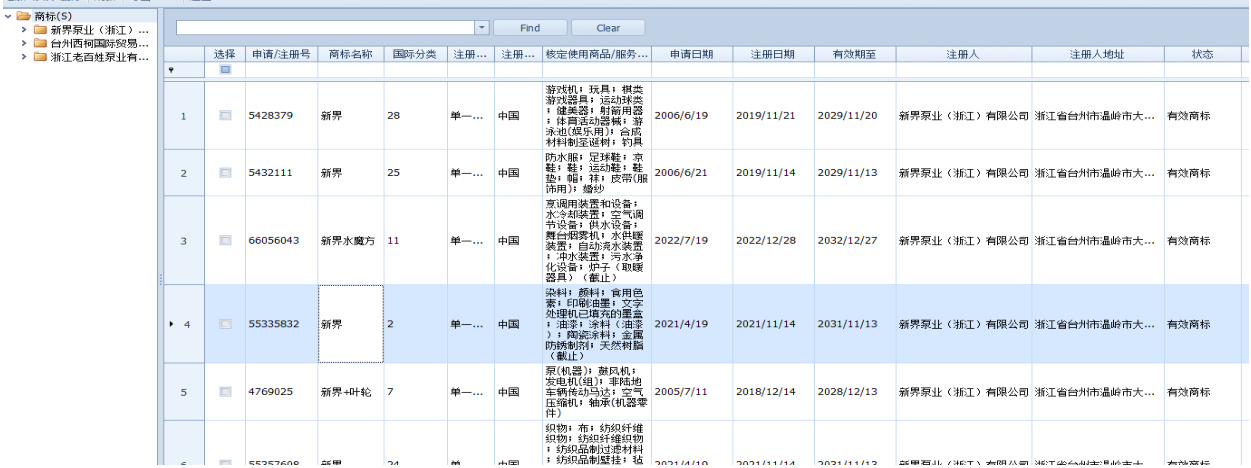 商标(S)
新界泵业（浙江）...
台州西柯国际贸易...
浙江老百姓泵业有...
Find Clear
选择 申请/注册号 商标名称 国际分类 注册... 注册... 核定使用商品/服务... 申请日期 注册日期 有效期至 注册人 注册人地址 状态
1 5428379 新界 28 单一... 中国 2006/6/19 2019/11/21 2029/11/20 新界泵业（浙江）有限公司 浙江省台州市温岭市大... 有效商标
游戏机；玩具；棋类
游戏器具；运动球类
；健美器；射箭用器
；体育活动器械；游
泳池(娱乐用)；合成
材料制圣诞树；钓具
2 5432111 新界 25 单一... 中国 2006/6/21 2019/11/14 2029/11/13 新界泵业（浙江）有限公司 浙江省台州市温岭市大... 有效商标
防水服；足球鞋；凉
鞋；鞋；运动鞋；鞋
垫；帽；袜；皮带(服
饰用)；婚纱
3 66056043 新界水魔方 11 单一... 中国 2022/7/19 2022/12/28 2032/12/27 新界泵业（浙江）有限公司 浙江省台州市温岭市大... 有效商标
烹调用装置和设备；
水冷却装置；空气调
节设备；供水设备；
舞台烟雾机；水供暖
装置；自动浇水装置
；冲水装置；污水净
化设备；炉子（取暖
器具）（截止）
4 55335832 新界 2 单一... 中国 2021/4/19 2021/11/14 2031/11/13 新界泵业（浙江）有限公司 浙江省台州市温岭市大... 有效商标
染料；颜料；食用色
素；印刷油墨；文字
处理机已填充的墨盒
；油漆；涂料（油漆
）；陶瓷涂料；金属
防锈制剂；天然树脂
（截止）
5 4769025 新界+叶轮 7 单一... 中国 2005/7/11 2018/12/14 2028/12/13 新界泵业（浙江）有限公司 浙江省台州市温岭市大... 有效商标
泵(机器)；鼓风机；
发电机(组)；非陆地
车辆传动马达；空气
压缩机；轴承(机器零
件)
6 55357608 新界 24 单一... 中国 2021/4/19 2021/11/14 2031/11/13 新界泵业（浙江）有限公司 浙江省台州市温岭市大... 有效商标
织物；布；纺织纤维
织物；纺织纤维织物
；纺织品制过滤材料
；纺织品制壁挂；毡